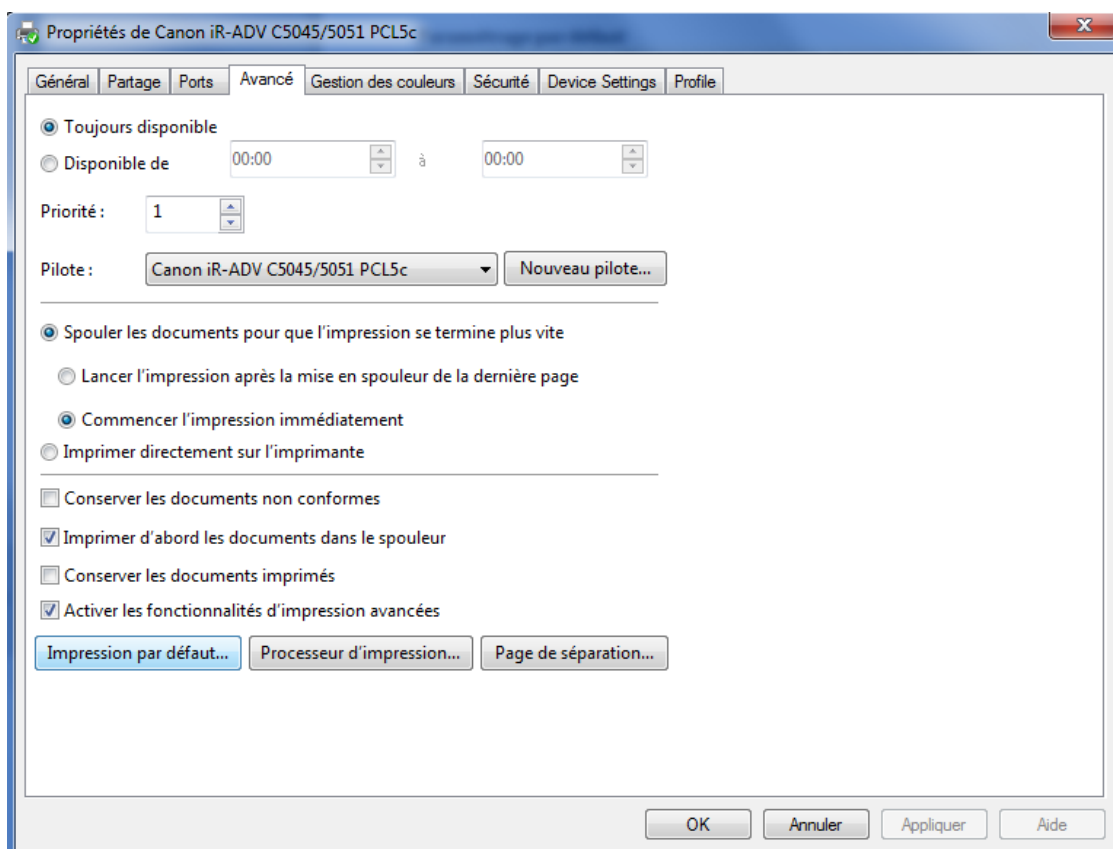 Propriétés de Canon iR-ADV C5045/5051 PCL5c
Général Partage Ports Avancé Gestion des couleurs Sécurité Device Settings Profile
Toujours disponible
Disponible de 00:00 à 00:00
Priorité : 1
Pilote : Canon iR-ADV C5045/5051 PCL5c Nouveau pilote...
Spouler les documents pour que l'impression se termine plus vite
Lancer l'impression après la mise en spouleur de la dernière page
Commencer l'impression immédiatement
Imprimer directement sur l'imprimante
Conserver les documents non conformes
Imprimer d'abord les documents dans le spouleur
Conserver les documents imprimés
Activer les fonctionnalités d'impression avancées
Impression par défaut... Processeur d'impression... Page de séparation...
OK Annuler Appliquer Aide